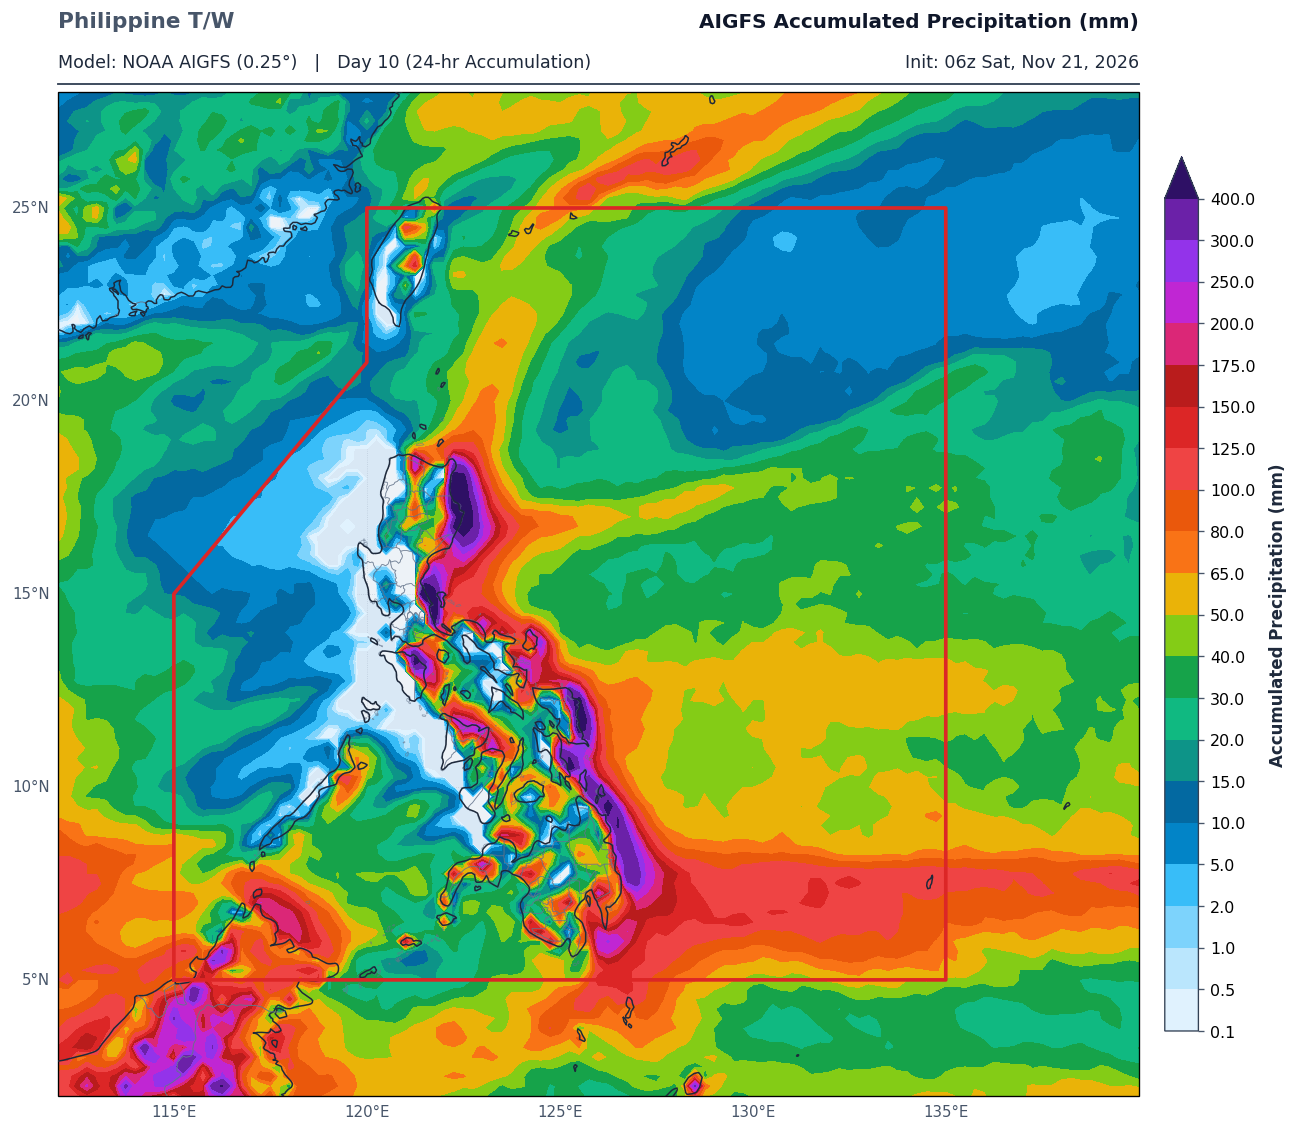 Philippine T/W
AIGFS Accumulated Precipitation (mm)
Model: NOAA AIGFS (0.25°) | Day 10 (24-hr Accumulation)
Init: 06z Sat, Nov 21, 2026
25°N
20°N
15°N
10°N
5°N
115°E
120°E
125°E
130°E
135°E
400.0
300.0
250.0
200.0
175.0
150.0
125.0
100.0
80.0
65.0
50.0
40.0
30.0
20.0
15.0
10.0
5.0
2.0
1.0
0.5
0.1
Accumulated Precipitation (mm)